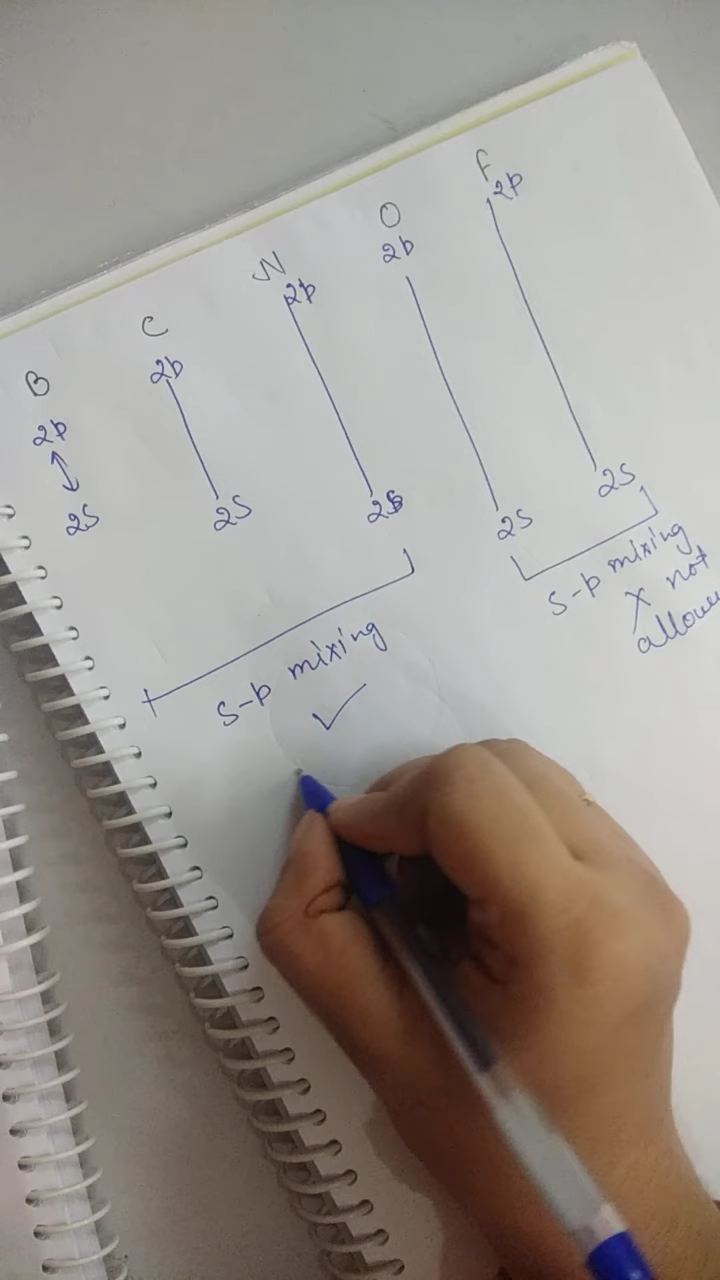 B C N O F
2p 2p 2p 2p 2p
2s 2s 2s 2s 2s
s-p mixing
✓
s-p mixing
X not